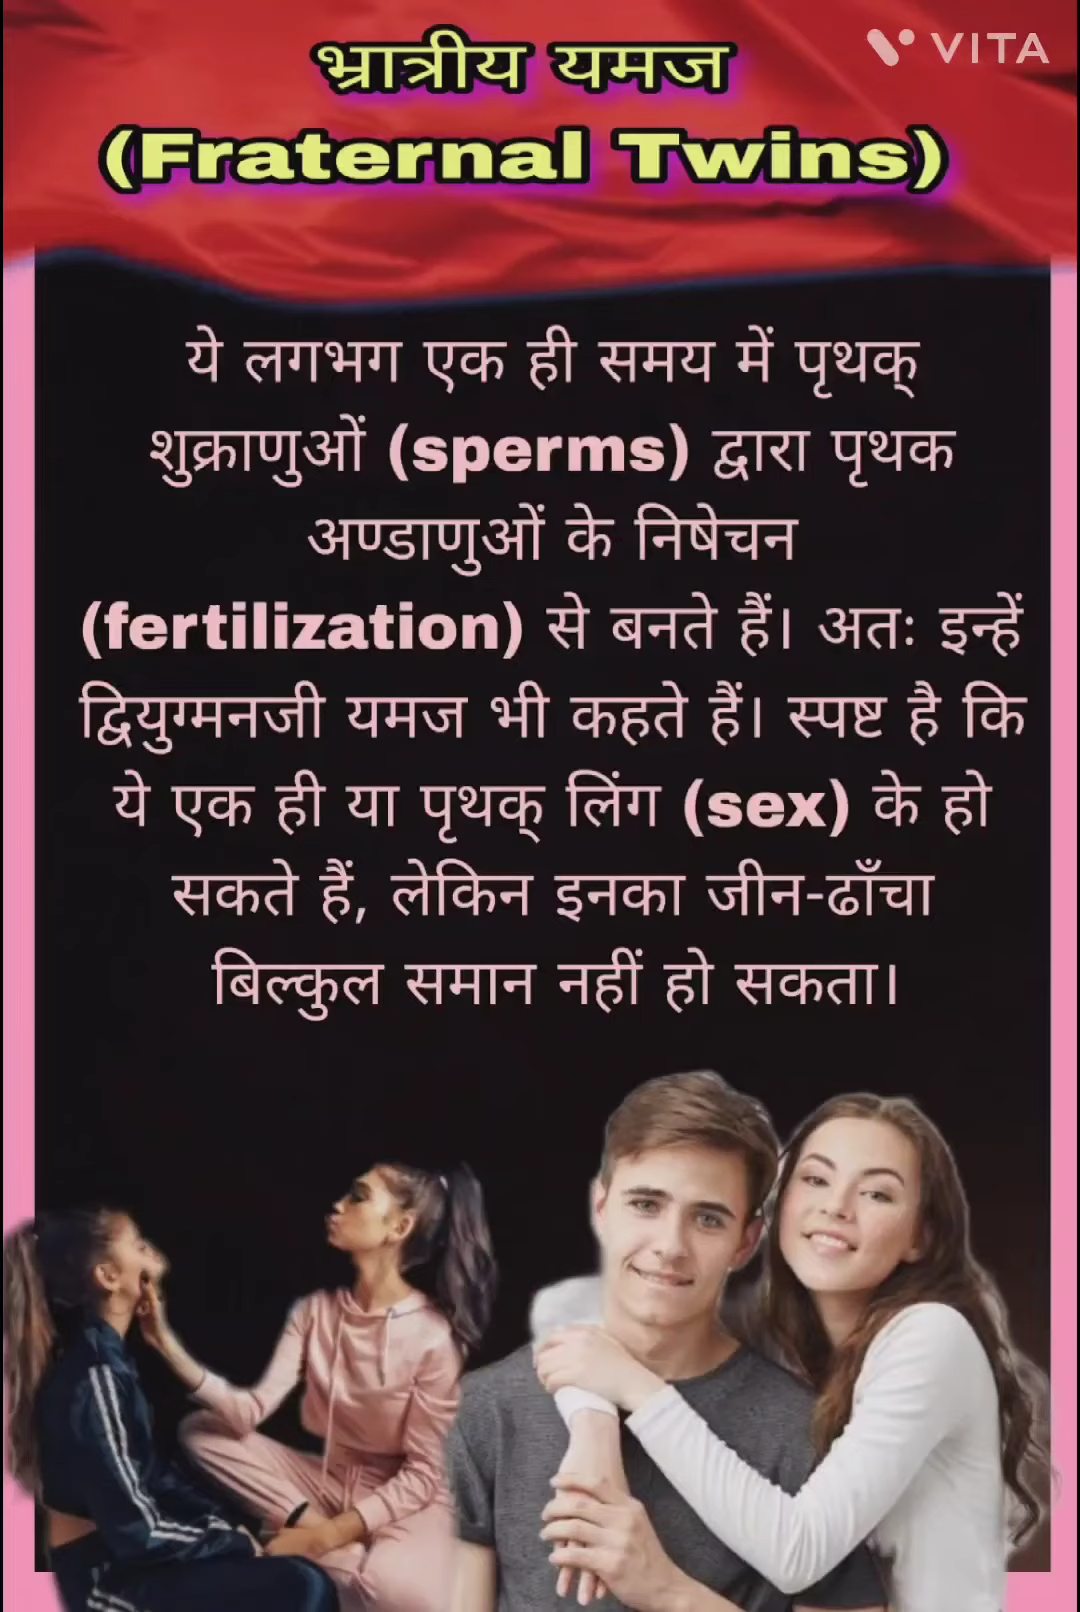 VITA
भ्रात्रीय यमज
(Fraternal Twins)
ये लगभग एक ही समय में पृथक्
शुक्राणुओं (sperms) द्वारा पृथक
अण्डाणुओं के निषेचन
(fertilization) से बनते हैं। अतः इन्हें
द्वियुग्मनजी यमज भी कहते हैं। स्पष्ट है कि
ये एक ही या पृथक् लिंग (sex) के हो
सकते हैं, लेकिन इनका जीन-ढाँचा
बिल्कुल समान नहीं हो सकता।